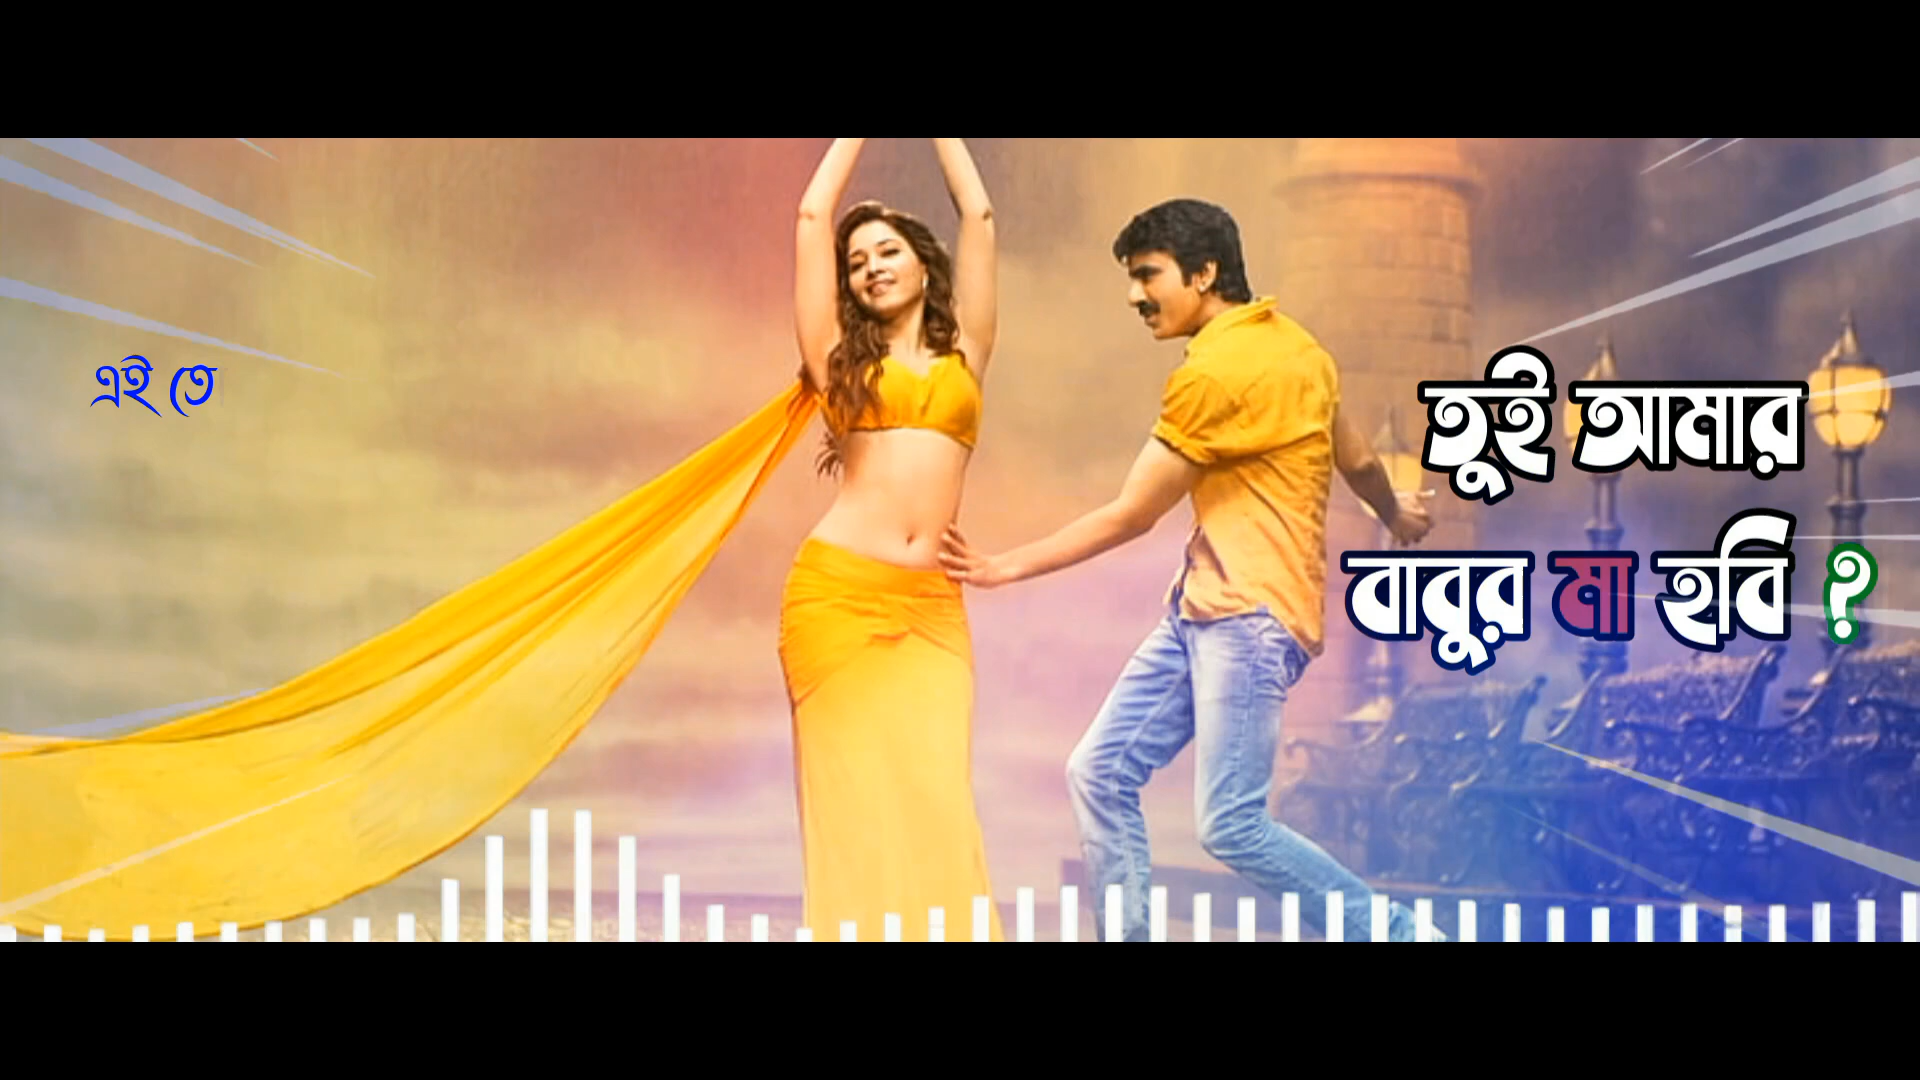 এই তে
তুই আমার
বাবুর মা হবি ?